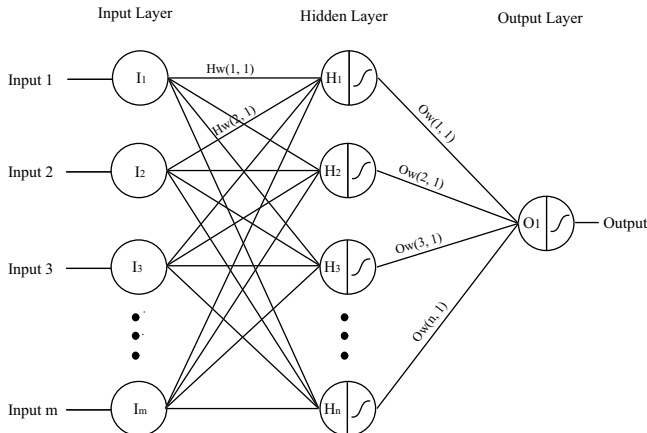 Input Layer
Hidden Layer
Output Layer
Input 1
I1
Hw(1, 1)
H1
Ow(1, 1)
Hw(2, 1)
Input 2
I2
H2
Ow(2, 1)
O1
Output
Input 3
I3
H3
Ow(3, 1)
Ow(n, 1)
Input m
Im
Hn